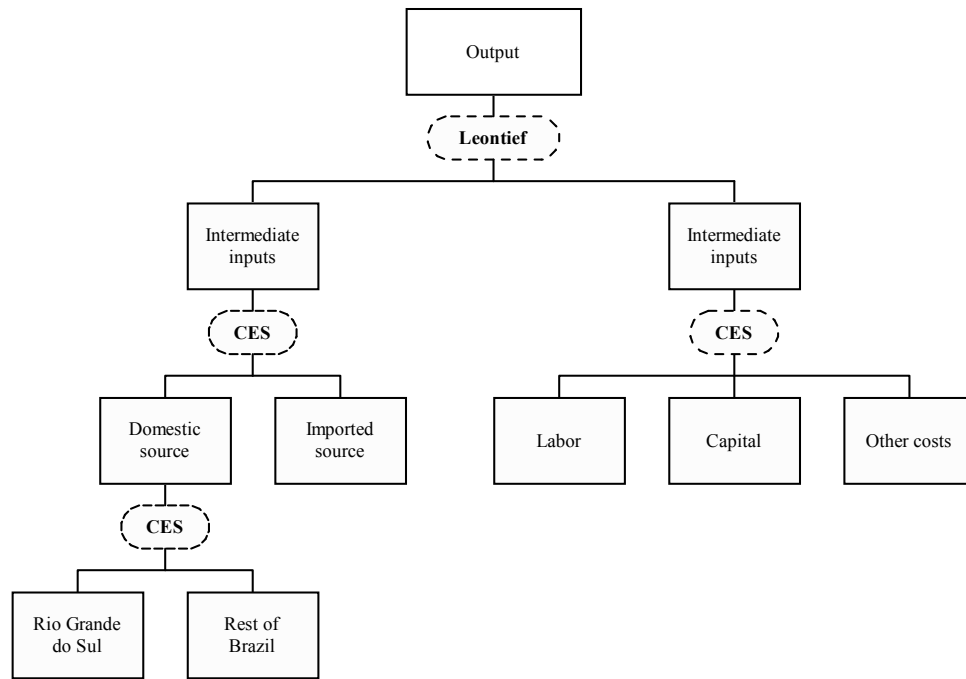 Output
Leontief
Intermediate
inputs
Intermediate
inputs
CES
CES
Domestic
source
Imported
source
Labor
Capital
Other costs
CES
Rio Grande
do Sul
Rest of
Brazil